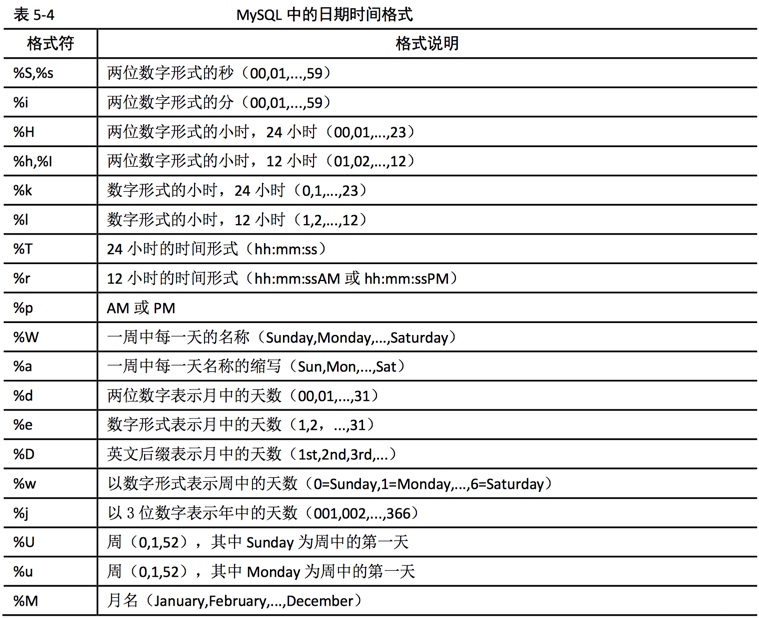 表 5-4 MySQL 中的日期时间格式
格式符 格式说明
%S,%s 两位数字形式的秒（00,01,...,59）
%i 两位数字形式的分（00,01,...,59）
%H 两位数字形式的小时，24 小时（00,01,...,23）
%h,%I 两位数字形式的小时，12 小时（01,02,...,12）
%k 数字形式的小时，24 小时（0,1,...,23）
%l 数字形式的小时，12 小时（1,2,...,12）
%T 24 小时的时间形式（hh:mm:ss）
%r 12 小时的时间形式（hh:mm:ssAM 或 hh:mm:ssPM）
%p AM 或 PM
%W 一周中每一天的名称（Sunday,Monday,...,Saturday）
%a 一周中每一天名称的缩写（Sun,Mon,...,Sat）
%d 两位数字表示月中的天数（00,01,...,31）
%e 数字形式表示月中的天数（1,2，...,31）
%D 英文后缀表示月中的天数（1st,2nd,3rd,...）
%w 以数字形式表示周中的天数（0=Sunday,1=Monday,...,6=Saturday）
%j 以 3 位数字表示年中的天数（001,002,...,366）
%U 周（0,1,52），其中 Sunday 为周中的第一天
%u 周（0,1,52），其中 Monday 为周中的第一天
%M 月名（January,February,...,December）